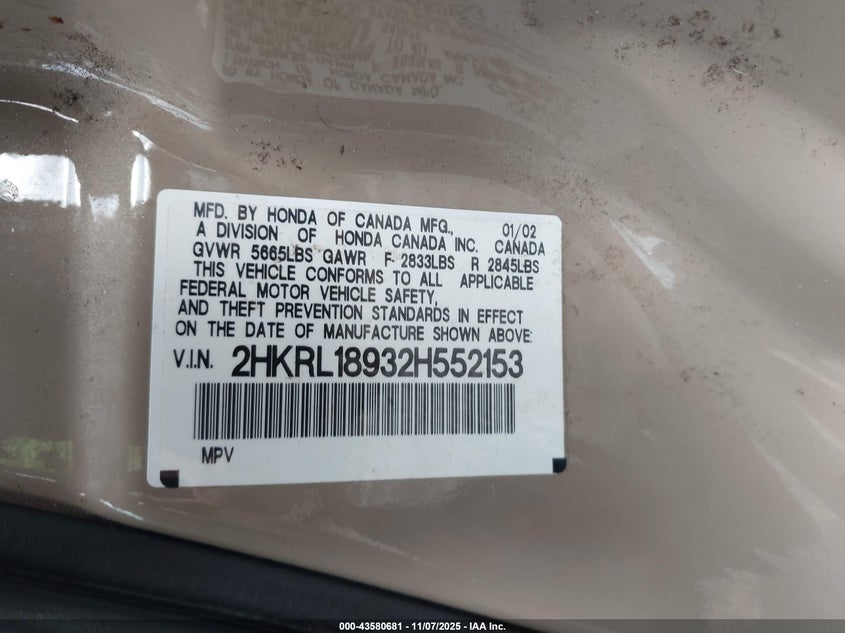 MFD. BY HONDA OF CANADA MFG., 01/02
A DIVISION OF HONDA CANADA INC. CANADA
GVWR 5665LBS GAWR F 2833LBS R 2845LBS
THIS VEHICLE CONFORMS TO ALL APPLICABLE
FEDERAL MOTOR VEHICLE SAFETY,
AND THEFT PREVENTION STANDARDS IN EFFECT
ON THE DATE OF MANUFACTURE SHOWN ABOVE:
V.I.N. 2HKRL18932H552153
MPV
000-43580681 - 11/07/2025 - IAA Inc.